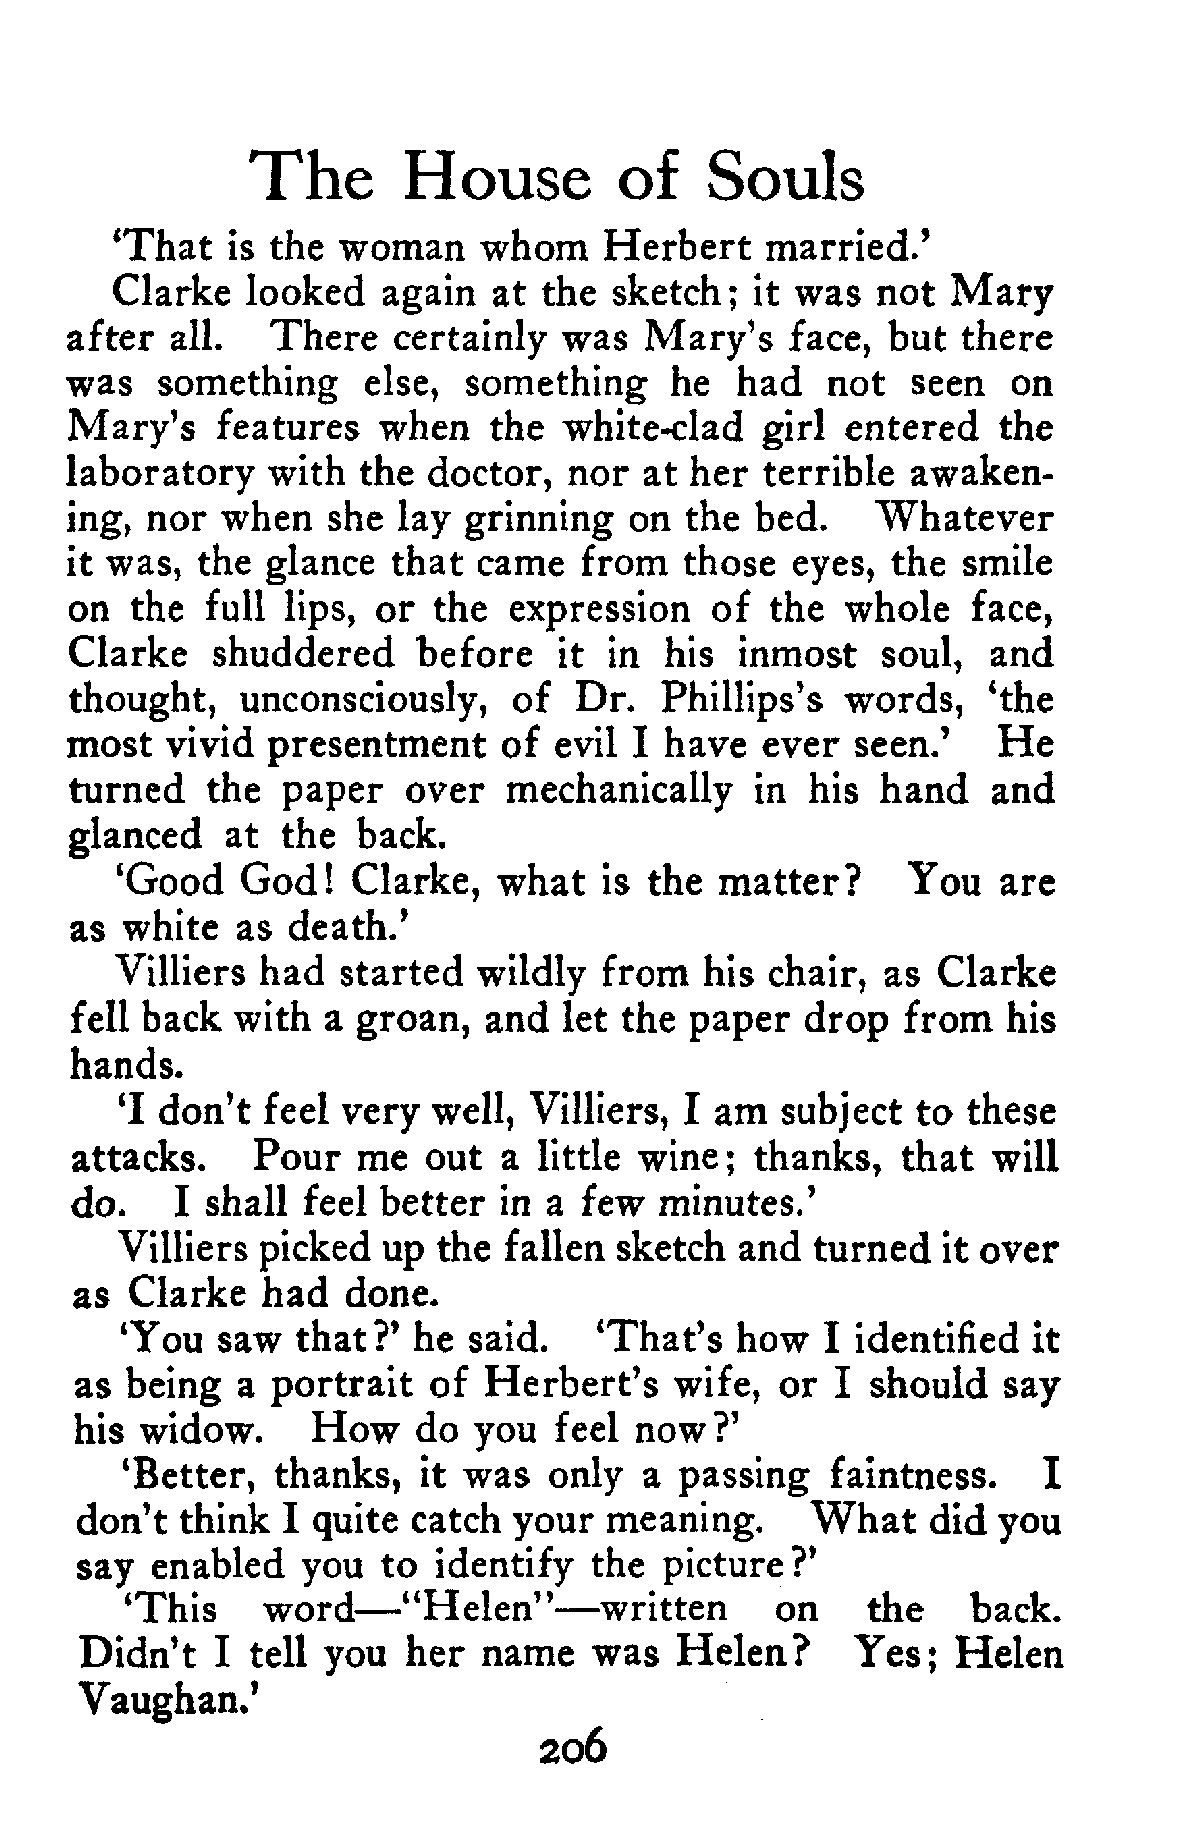 The House of Souls
‘That is the woman whom Herbert married.’
Clarke looked again at the sketch; it was not Mary
after all. There certainly was Mary’s face, but there
was something else, something he had not seen on
Mary’s features when the white-clad girl entered the
laboratory with the doctor, nor at her terrible awaken-
ing, nor when she lay grinning on the bed. Whatever
it was, the glance that came from those eyes, the smile
on the full lips, or the expression of the whole face,
Clarke shuddered before it in his inmost soul, and
thought, unconsciously, of Dr. Phillips’s words, ‘the
most vivid presentment of evil I have ever seen.’ He
turned the paper over mechanically in his hand and
glanced at the back.
‘Good God! Clarke, what is the matter? You are
as white as death.’
Villiers had started wildly from his chair, as Clarke
fell back with a groan, and let the paper drop from his
hands.
‘I don’t feel very well, Villiers, I am subject to these
attacks. Pour me out a little wine; thanks, that will
do. I shall feel better in a few minutes.’
Villiers picked up the fallen sketch and turned it over
as Clarke had done.
‘You saw that?’ he said. ‘That’s how I identified it
as being a portrait of Herbert’s wife, or I should say
his widow. How do you feel now?’
‘Better, thanks, it was only a passing faintness. I
don’t think I quite catch your meaning. What did you
say enabled you to identify the picture?’
‘This word—“Helen”—written on the back.
Didn’t I tell you her name was Helen? Yes; Helen
Vaughan.’
206